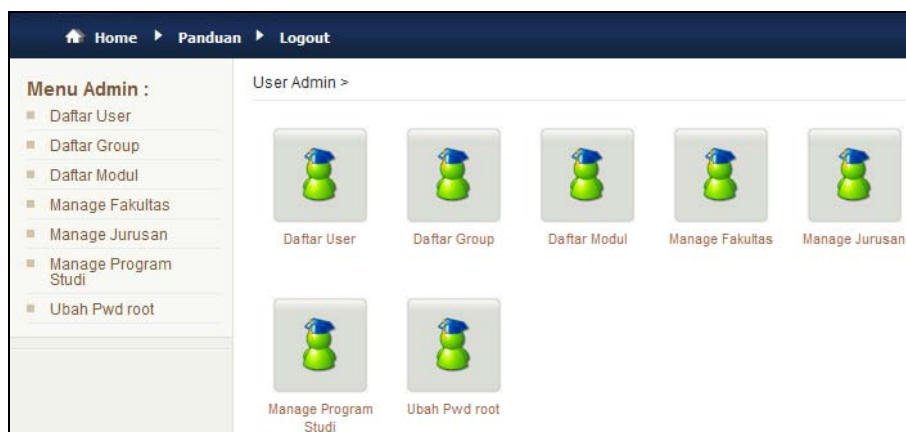 Home Panduan Logout
Menu Admin :
Daftar User
Daftar Group
Daftar Modul
Manage Fakultas
Manage Jurusan
Manage Program
Studi
Ubah Pwd root
User Admin >
Daftar User Daftar Group Daftar Modul Manage Fakultas Manage Jurusan
Manage Program Ubah Pwd root
Studi